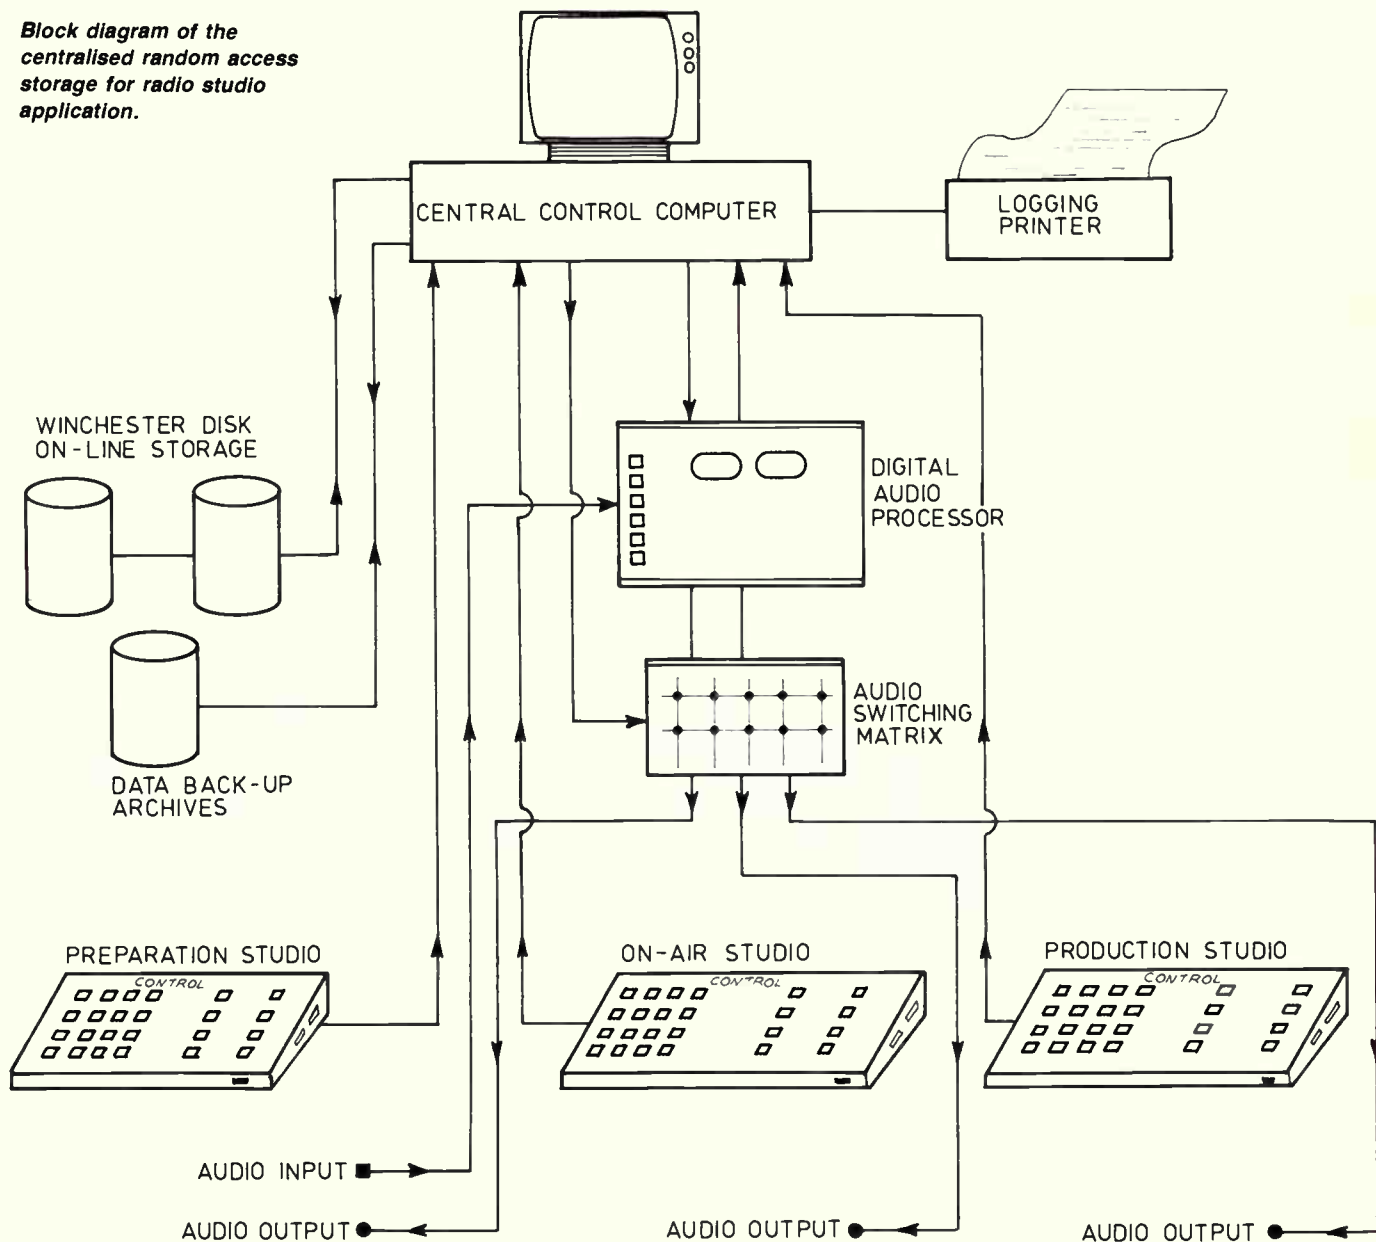 Block diagram of the
centralised random access
storage for radio studio
application.
CENTRAL CONTROL COMPUTER
LOGGING
PRINTER
WINCHESTER DISK
ON-LINE STORAGE
DIGITAL
AUDIO
PROCESSOR
AUDIO
SWITCHING
MATRIX
DATA BACK-UP
ARCHIVES
PREPARATION STUDIO
CONTROL
ON-AIR STUDIO
CONTROL
PRODUCTION STUDIO
CONTROL
AUDIO INPUT
AUDIO OUTPUT
AUDIO OUTPUT
AUDIO OUTPUT